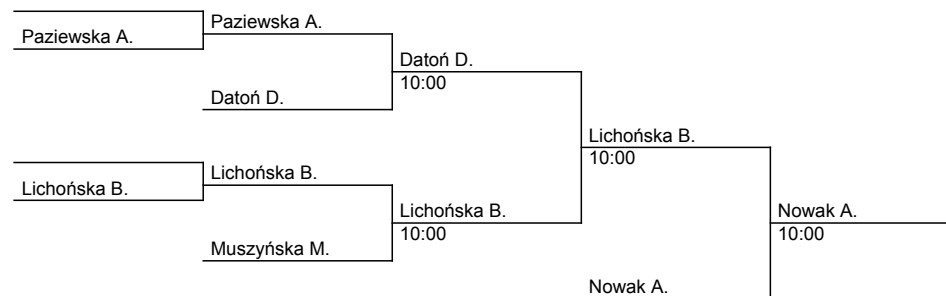 Paziewska A.
Paziewska A.
Datoń D.
10:00
Datoń D.
Lichońska B.
10:00
Lichońska B.
Lichońska B.
Lichońska B.
10:00
Muszyńska M.
Nowak A.
10:00
Nowak A.